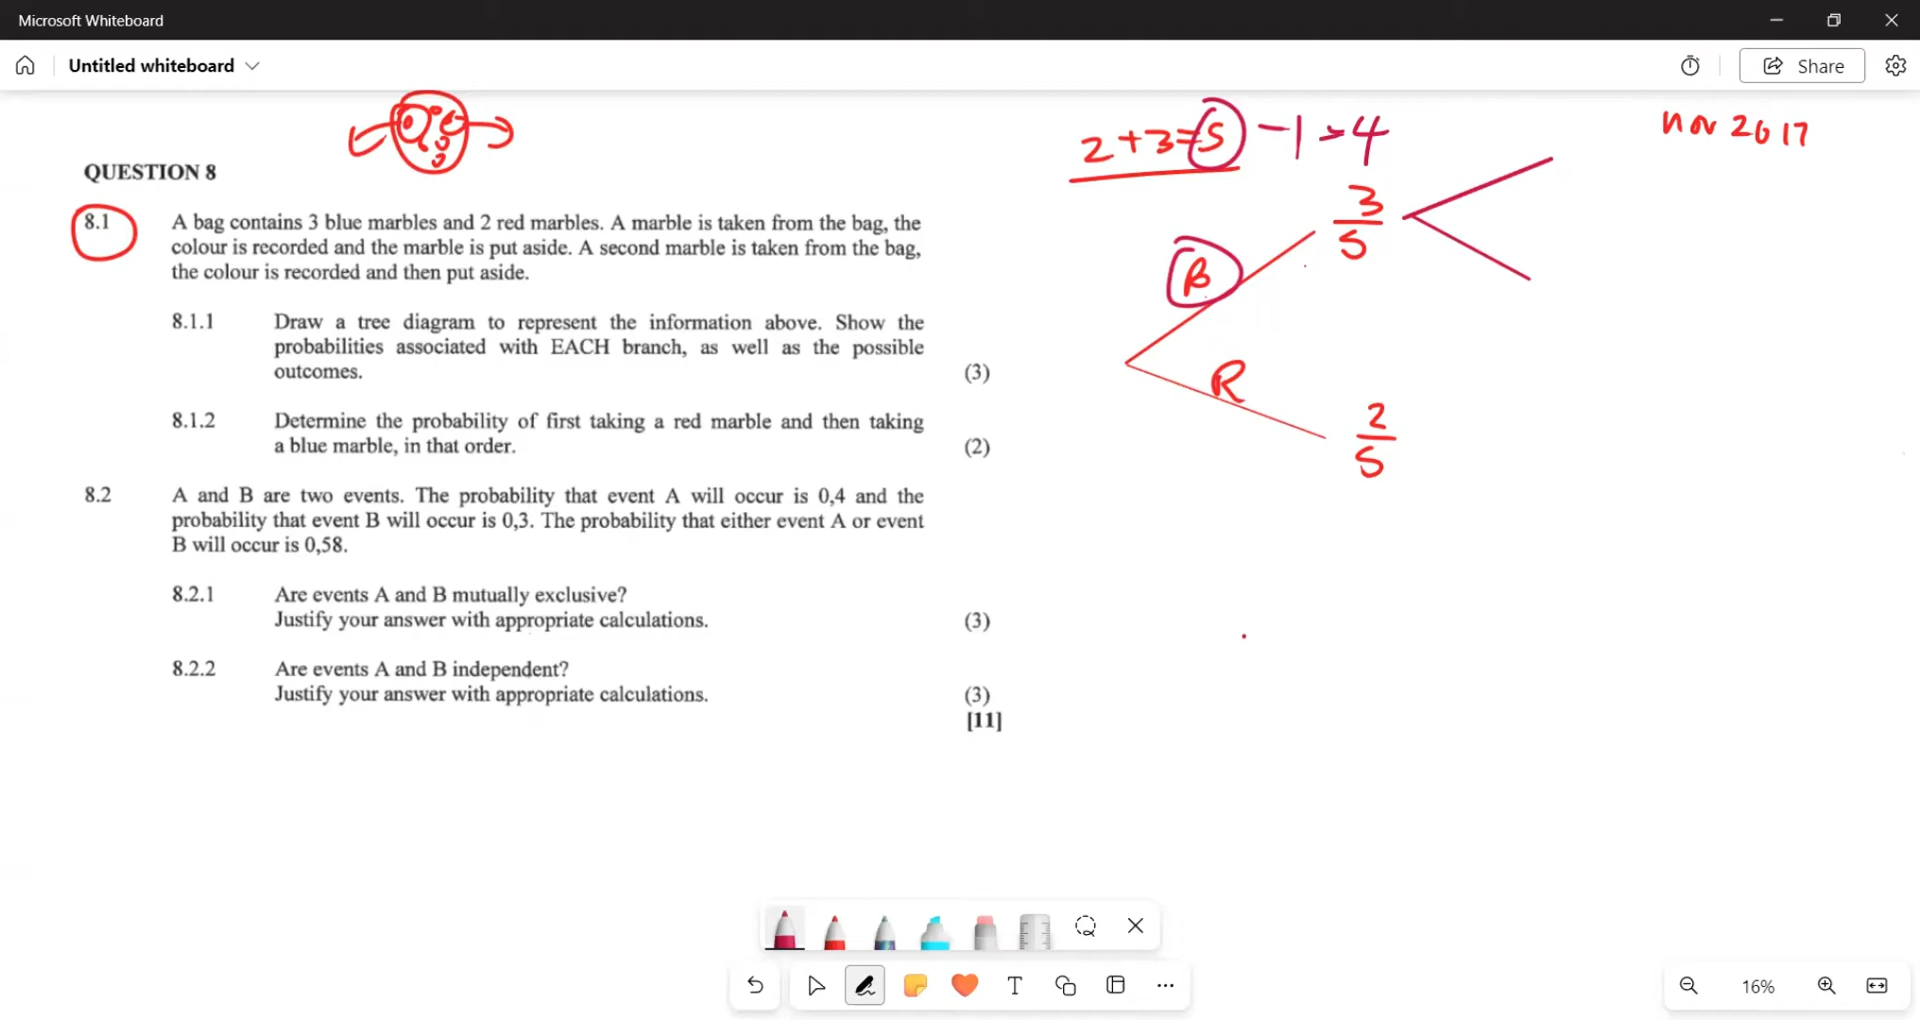 Microsoft Whiteboard
Untitled whiteboard
Share
2+3=5 -1 > 4
nov 2017
QUESTION 8
8.1 A bag contains 3 blue marbles and 2 red marbles. A marble is taken from the bag, the
colour is recorded and the marble is put aside. A second marble is taken from the bag,
the colour is recorded and then put aside.
8.1.1 Draw a tree diagram to represent the information above. Show the
probabilities associated with EACH branch, as well as the possible
outcomes. (3)
8.1.2 Determine the probability of first taking a red marble and then taking
a blue marble, in that order. (2)
8.2 A and B are two events. The probability that event A will occur is 0,4 and the
probability that event B will occur is 0,3. The probability that either event A or event
B will occur is 0,58.
8.2.1 Are events A and B mutually exclusive?
Justify your answer with appropriate calculations. (3)
8.2.2 Are events A and B independent?
Justify your answer with appropriate calculations. (3)
[11]
B
3
5
R
2
5
16%